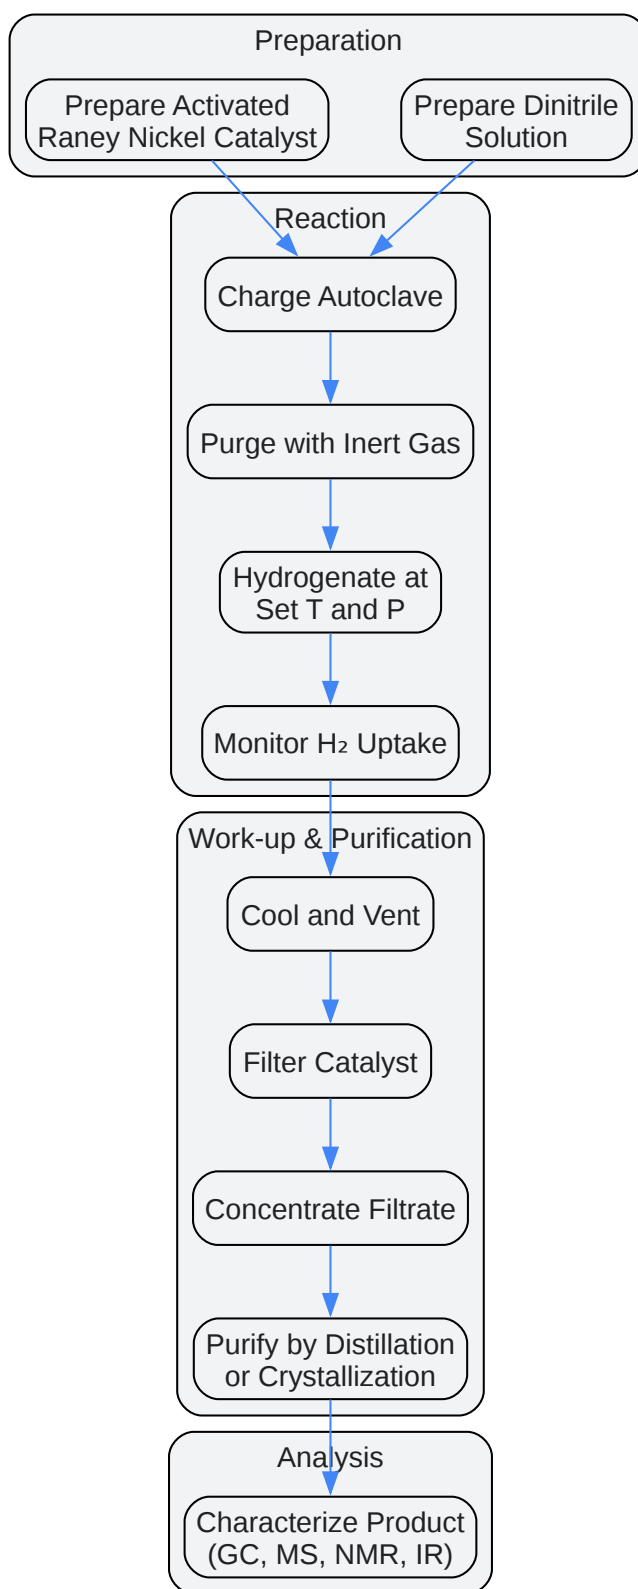 Preparation
Prepare Activated
Raney Nickel Catalyst
Prepare Dinitrile
Solution
Reaction
Charge Autoclave
Purge with Inert Gas
Hydrogenate at
Set T and P
Monitor H₂ Uptake
Work-up & Purification
Cool and Vent
Filter Catalyst
Concentrate Filtrate
Purify by Distillation
or Crystallization
Analysis
Characterize Product
(GC, MS, NMR, IR)